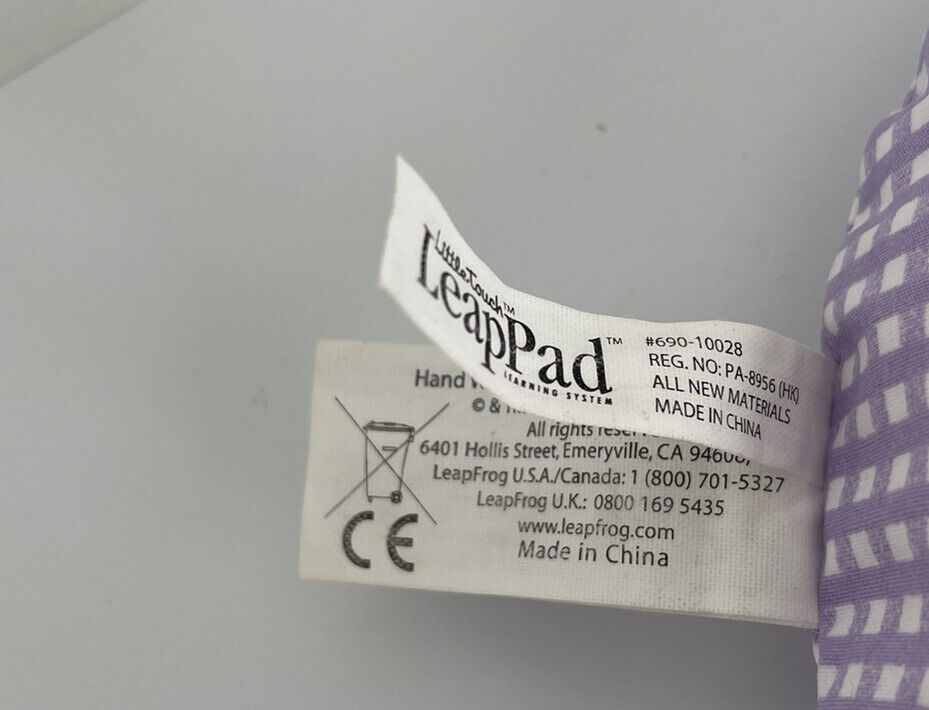 LittleTouch™
LeapPad™
LEARNING SYSTEM
#690-10028
REG. NO: PA-8956 (HK)
ALL NEW MATERIALS
MADE IN CHINA
Hand
© &
All rights
6401 Hollis Street, Emeryville, CA 94608,
LeapFrog U.S.A./Canada: 1 (800) 701-5327
LeapFrog U.K.: 0800 169 5435
www.leapfrog.com
Made in China
CE